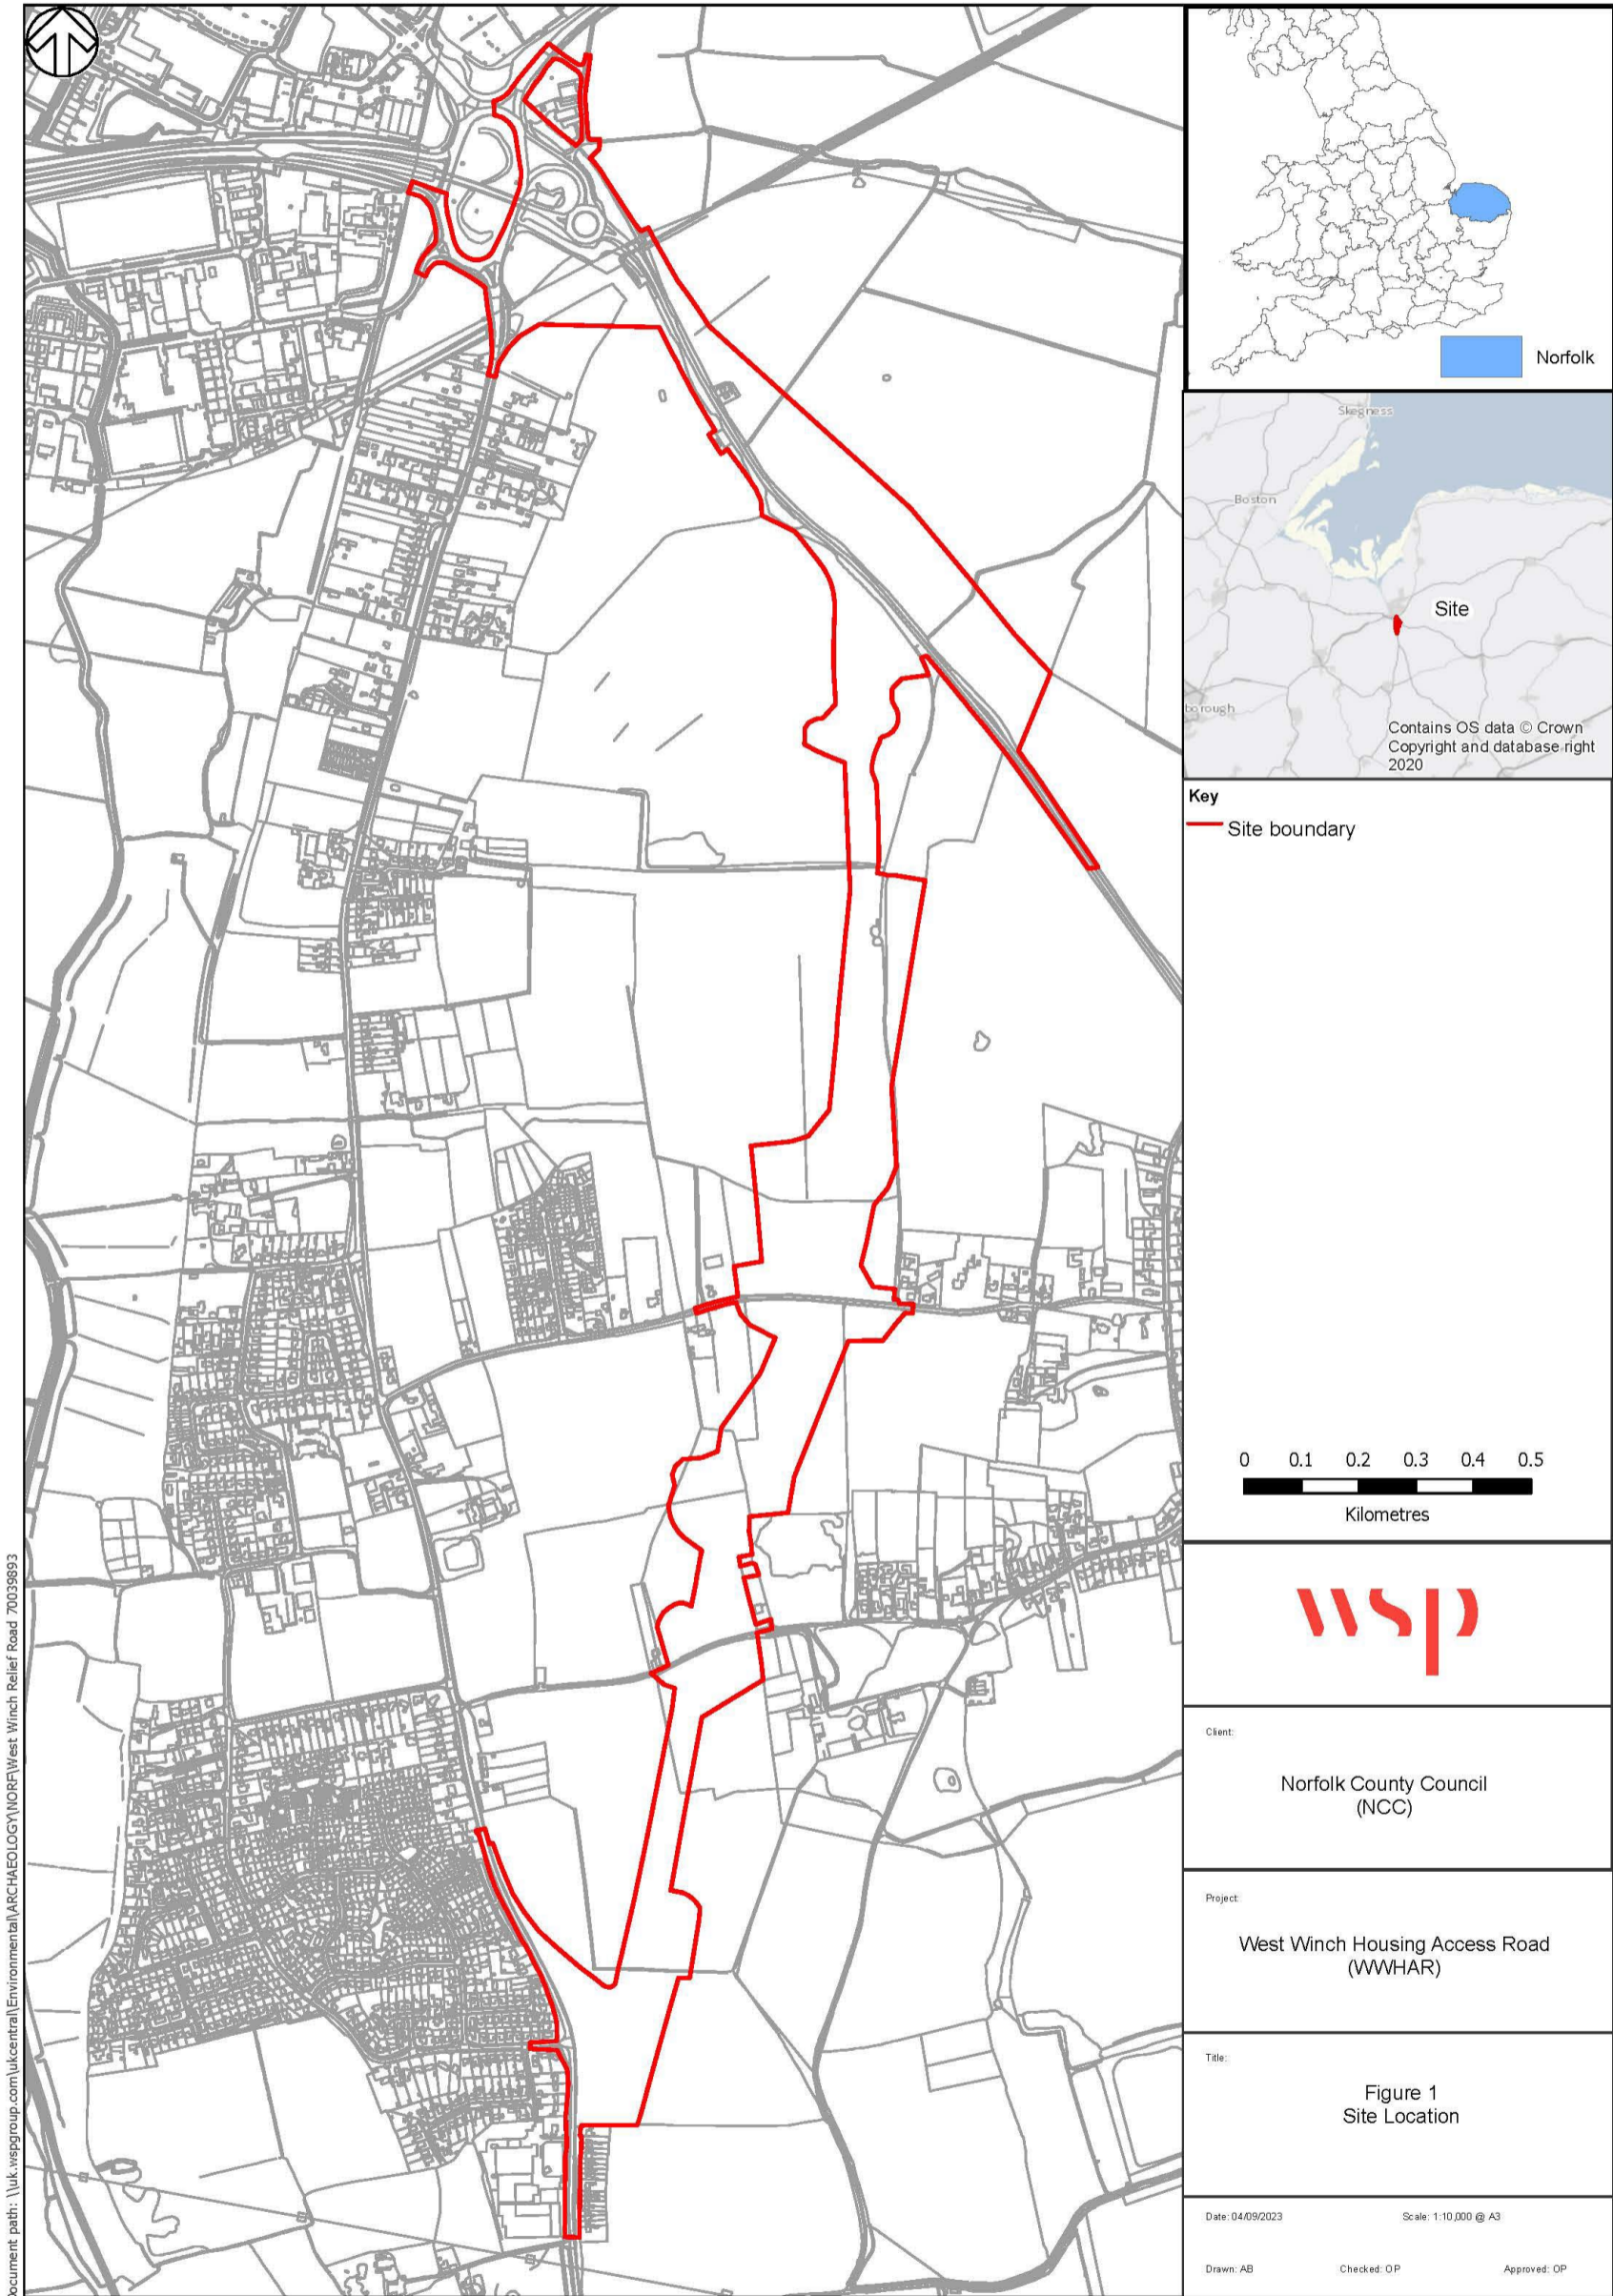 Norfolk
Skegness
Boston
Site
borough
Contains OS data © Crown
Copyright and database right
2020
Key
Site boundary
0 0.1 0.2 0.3 0.4 0.5
Kilometres
wsp
Client:
Norfolk County Council
(NCC)
Project:
West Winch Housing Access Road
(WWHAR)
Title:
Figure 1
Site Location
Date: 04/09/2023 Scale: 1:10,000 @ A3
Drawn: AB Checked: OP Approved: OP
ocument path: \\uk.wspgroup.com\ukcentral\Environmental\ARCHAEOLOGY\NORF\West Winch Relief Road 70039893